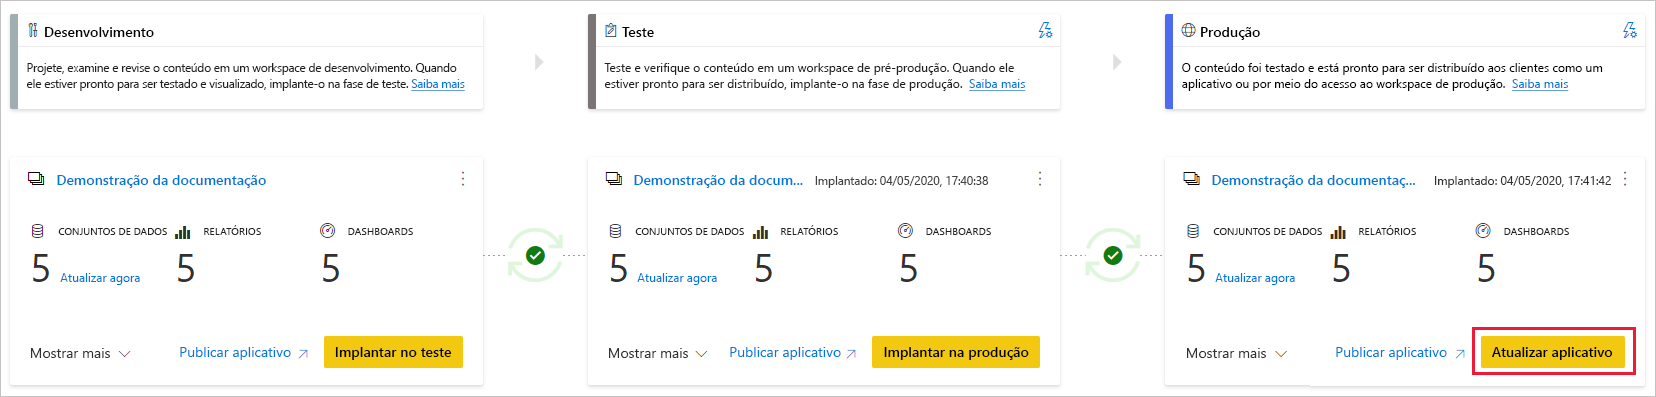 Desenvolvimento
Projete, examine e revise o conteúdo em um workspace de desenvolvimento. Quando
ele estiver pronto para ser testado e visualizado, implante-o na fase de teste. Saiba mais
Teste
Teste e verifique o conteúdo em um workspace de pré-produção. Quando ele
estiver pronto para ser distribuído, implante-o na fase de produção. Saiba mais
Produção
O conteúdo foi testado e está pronto para ser distribuído aos clientes como um
aplicativo ou por meio do acesso ao workspace de produção. Saiba mais
Demonstração da documentação
CONJUNTOS DE DADOS RELATÓRIOS DASHBOARDS
5 Atualizar agora 5 5
Mostrar mais Publicar aplicativo Implantar no teste
Demonstração da docum... Implantado: 04/05/2020, 17:40:38
CONJUNTOS DE DADOS RELATÓRIOS DASHBOARDS
5 Atualizar agora 5 5
Mostrar mais Publicar aplicativo Implantar na produção
Demonstração da documentaç... Implantado: 04/05/2020, 17:41:42
CONJUNTOS DE DADOS RELATÓRIOS DASHBOARDS
5 Atualizar agora 5 5
Mostrar mais Publicar aplicativo Atualizar aplicativo